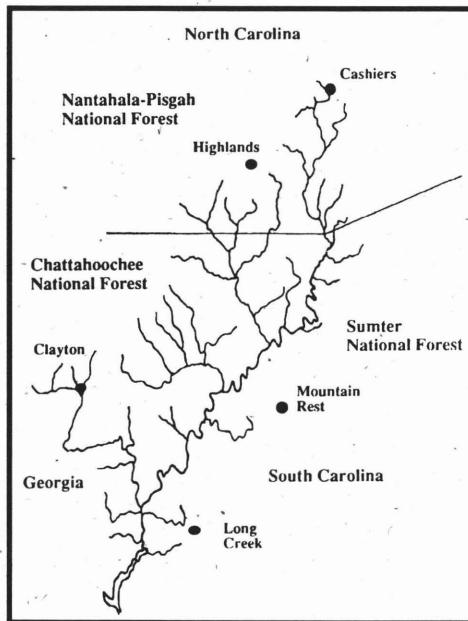 North Carolina
Cashiers
Nantahala-Pisgah
National Forest
Highlands
Chattahoochee
National Forest
Sumter
National Forest
Clayton
Mountain
Rest
Georgia
South Carolina
Long
Creek